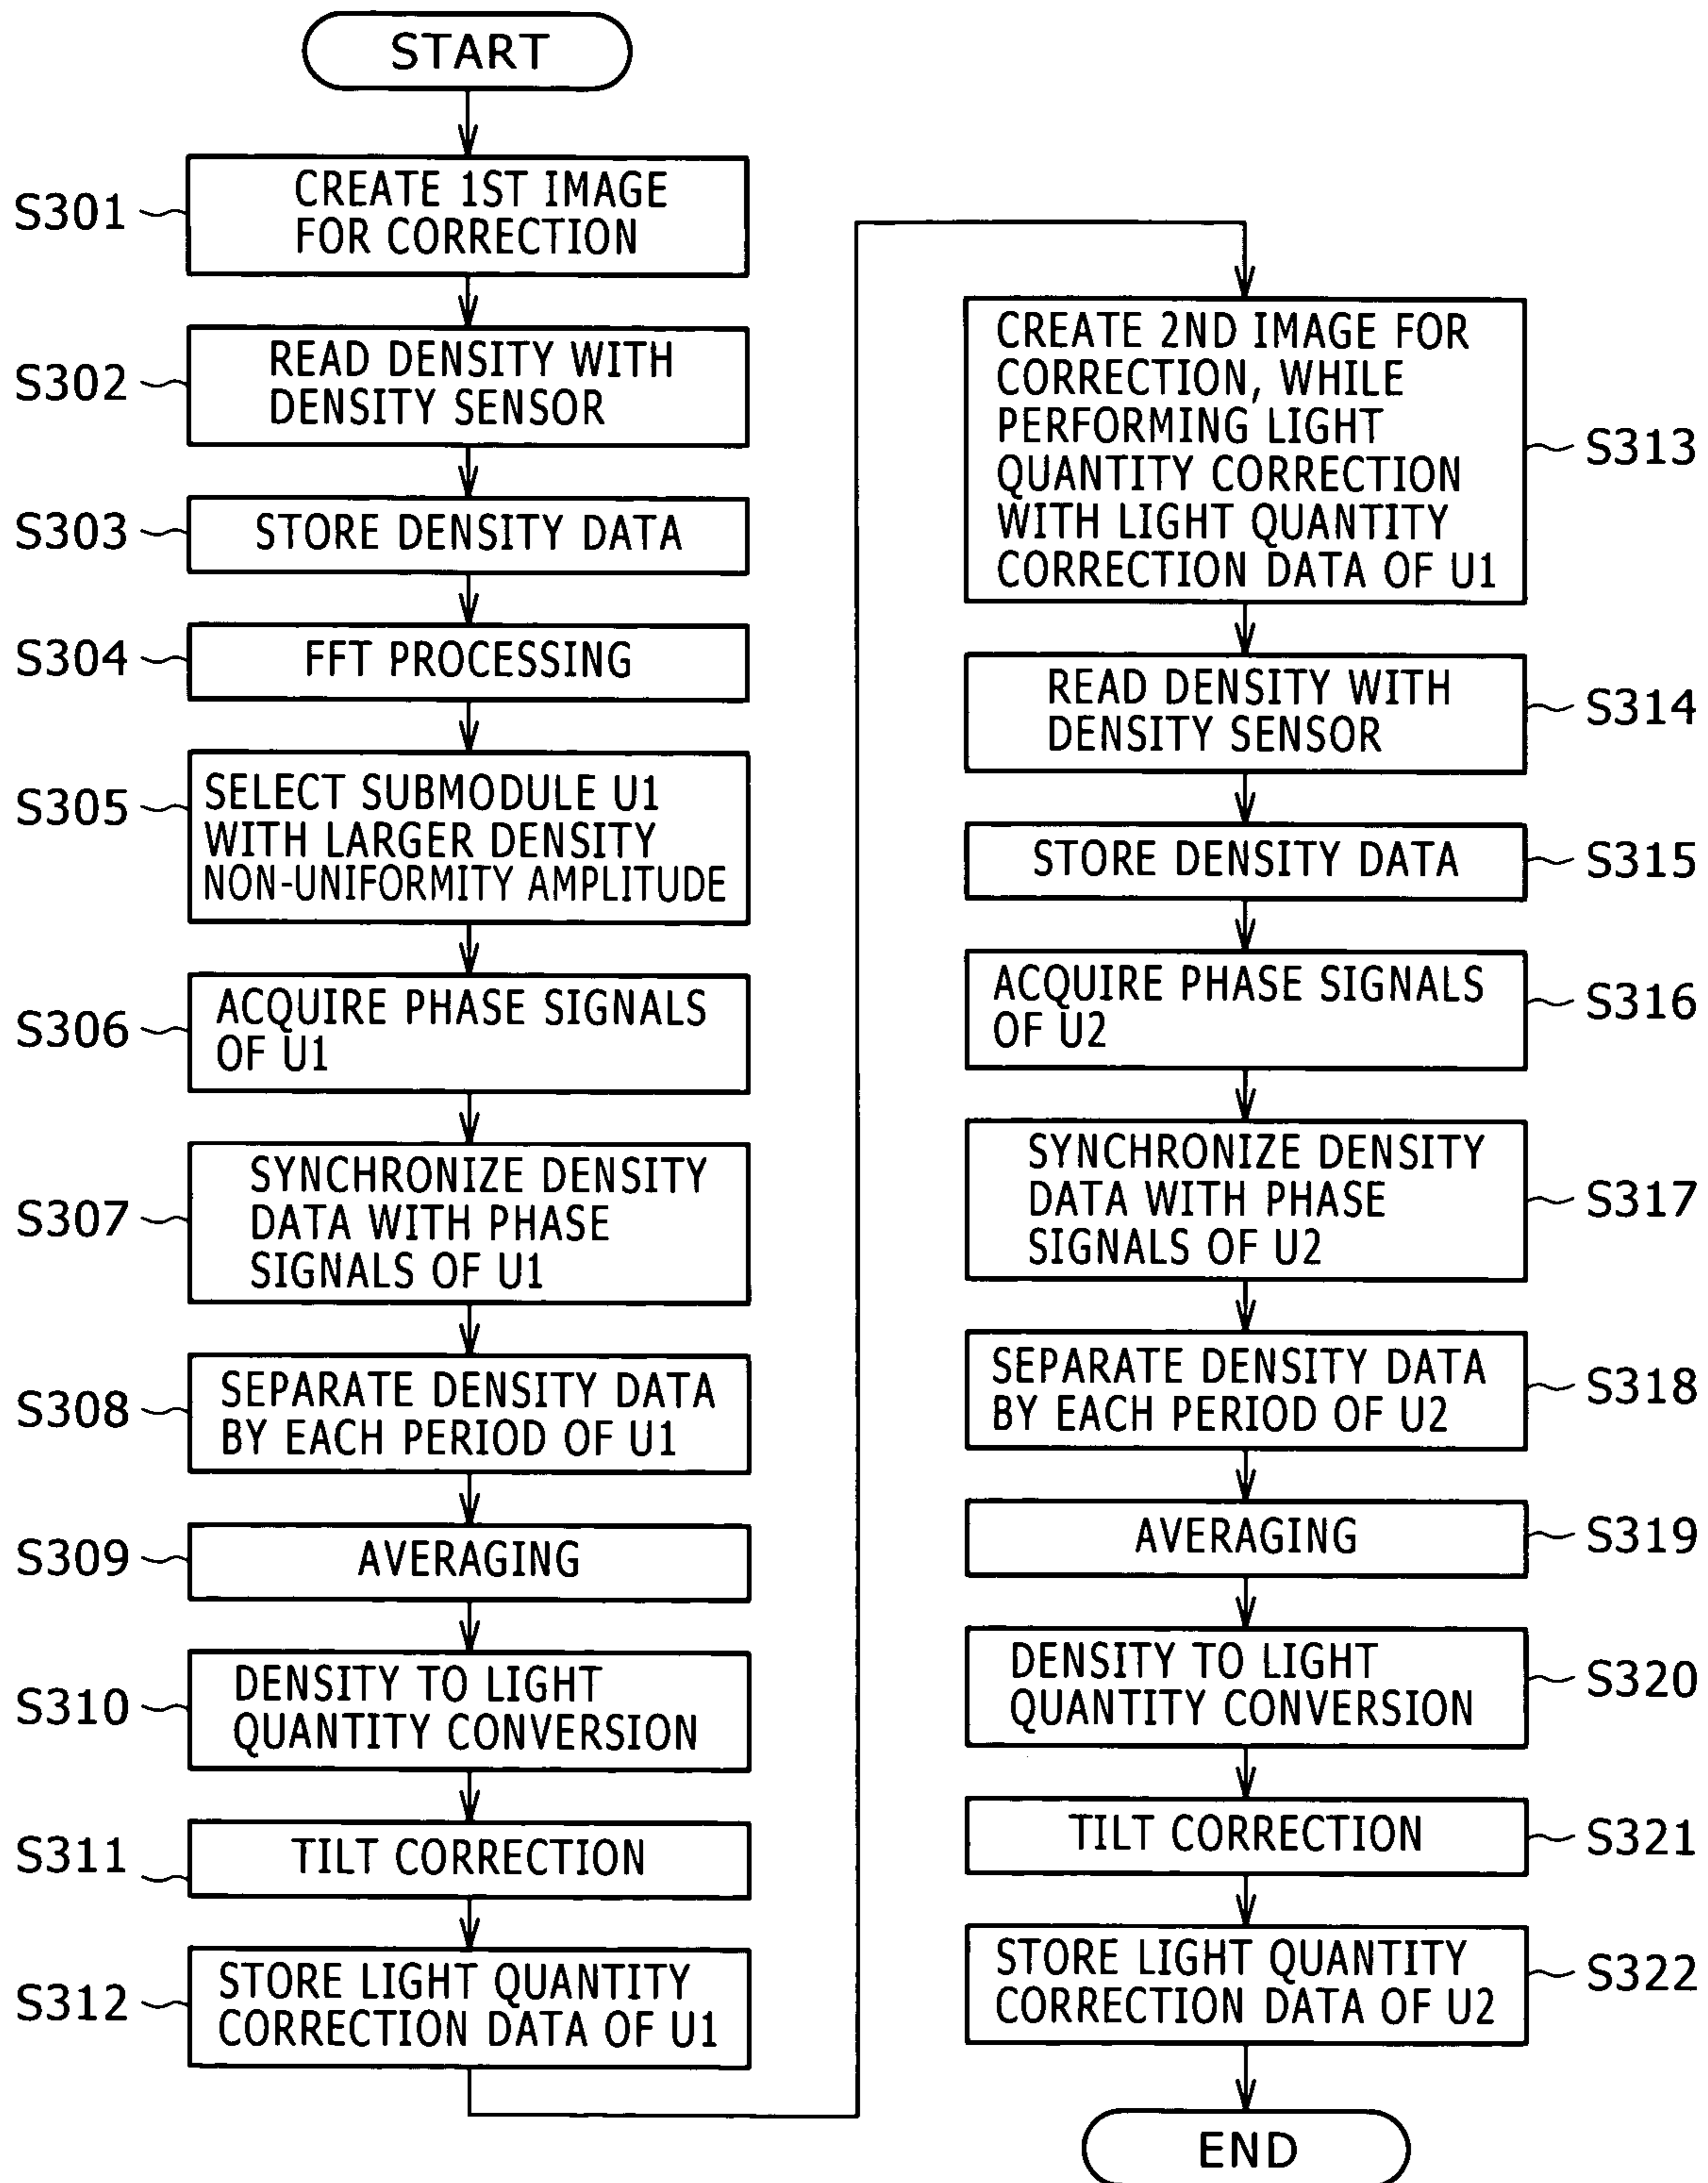 START
S301
CREATE 1ST IMAGE
FOR CORRECTION
S302
READ DENSITY WITH
DENSITY SENSOR
S303
STORE DENSITY DATA
S304
FFT PROCESSING
S305
SELECT SUBMODULE U1
WITH LARGER DENSITY
NON-UNIFORMITY AMPLITUDE
S306
ACQUIRE PHASE SIGNALS
OF U1
S307
SYNCHRONIZE DENSITY
DATA WITH PHASE
SIGNALS OF U1
S308
SEPARATE DENSITY DATA
BY EACH PERIOD OF U1
S309
AVERAGING
S310
DENSITY TO LIGHT
QUANTITY CONVERSION
S311
TILT CORRECTION
S312
STORE LIGHT QUANTITY
CORRECTION DATA OF U1
CREATE 2ND IMAGE FOR
CORRECTION, WHILE
PERFORMING LIGHT
QUANTITY CORRECTION
WITH LIGHT QUANTITY
CORRECTION DATA OF U1
S313
READ DENSITY WITH
DENSITY SENSOR
S314
STORE DENSITY DATA
S315
ACQUIRE PHASE SIGNALS
OF U2
S316
SYNCHRONIZE DENSITY
DATA WITH PHASE
SIGNALS OF U2
S317
SEPARATE DENSITY DATA
BY EACH PERIOD OF U2
S318
AVERAGING
S319
DENSITY TO LIGHT
QUANTITY CONVERSION
S320
TILT CORRECTION
S321
STORE LIGHT QUANTITY
CORRECTION DATA OF U2
S322
END